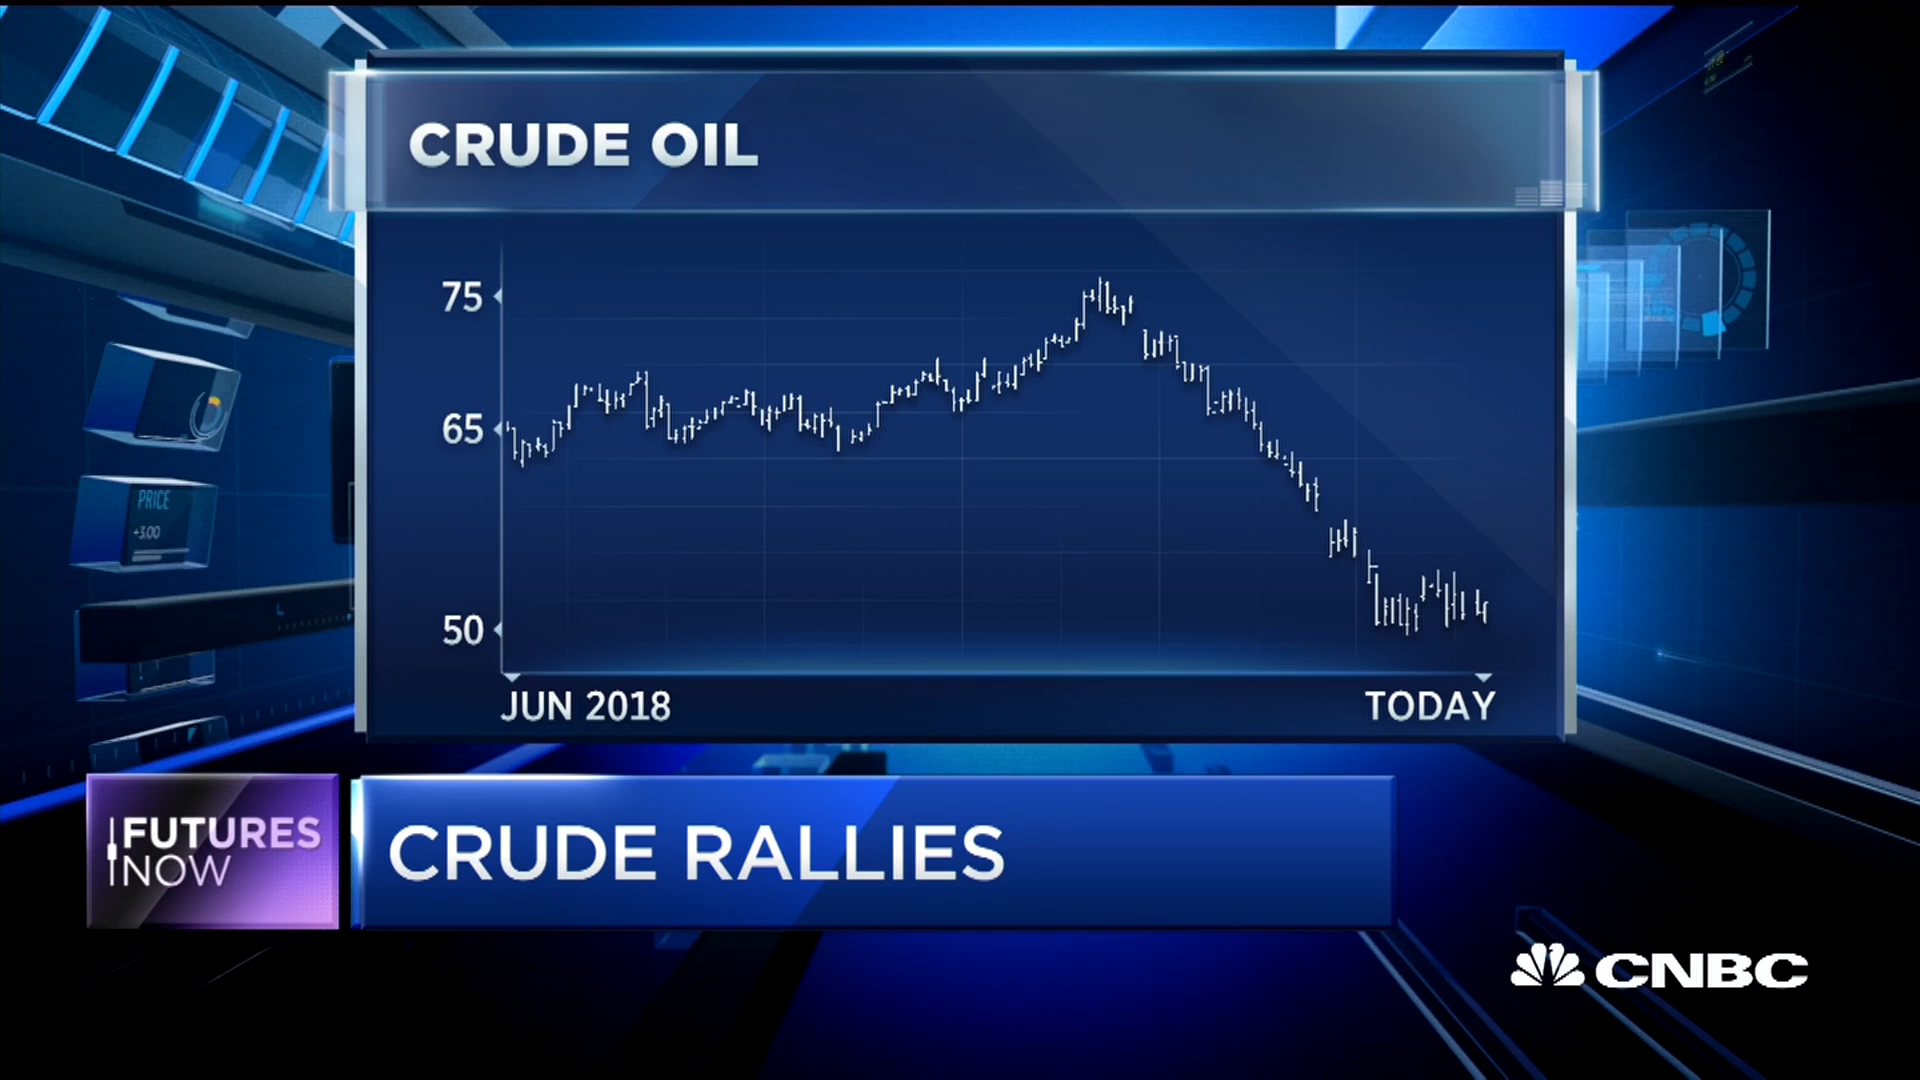 CRUDE OIL
75
65
50
JUN 2018
TODAY
PRICE
+3.00
FUTURES
NOW
CRUDE RALLIES
CNBC